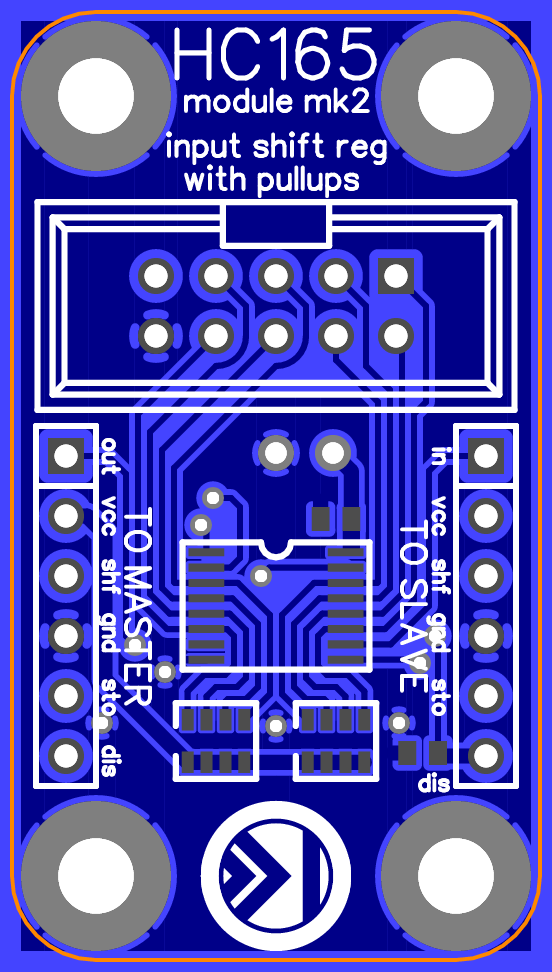 HC165
module mk2
input shift reg
with pullups
out
vcc
shf
gnd
sto
dis
TO MASTER
TO SLAVE
in
vcc
shf
gnd
sto
dis